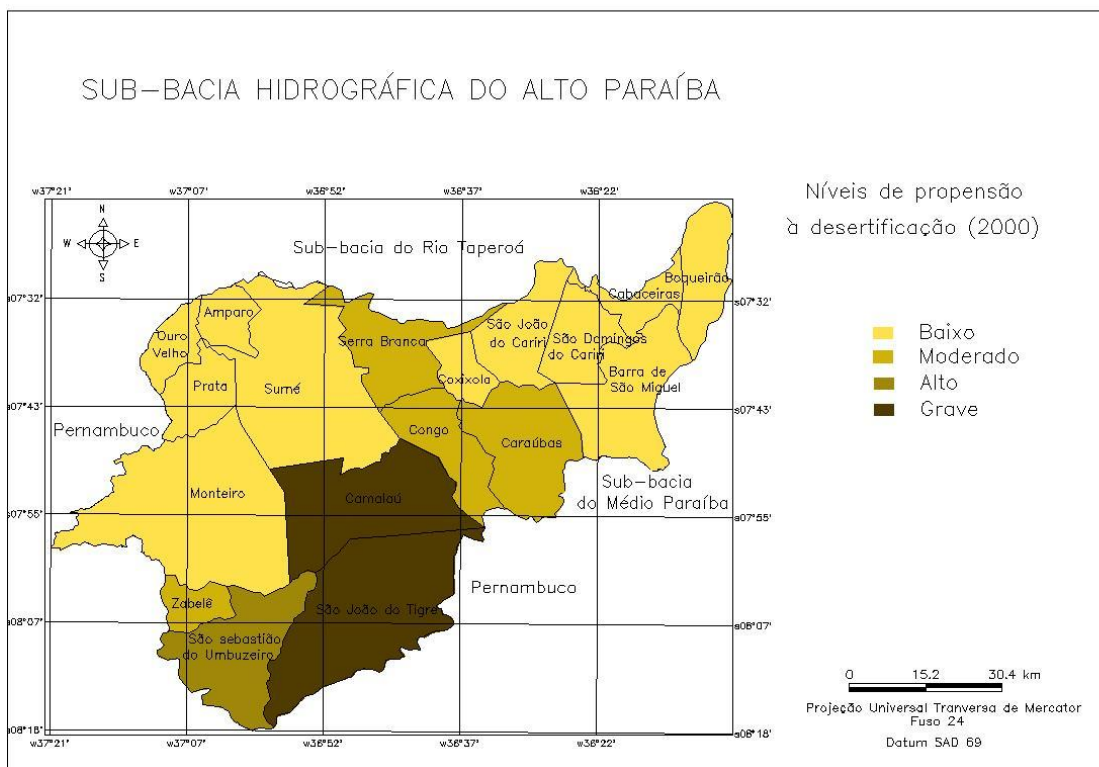 SUB-BACIA HIDROGRÁFICA DO ALTO PARAÍBA
w37°21'
w37°07'
w36°52'
w36°37'
w36°22'
Níveis de propensão
à desertificação (2000)
N
W
E
S
Sub-bacia do Rio Taperoá
s07°32'
s07°32'
Boqueirão
Cabaceiras
Amparo
Ouro
Velho
Serra Branca
São João
do Cariri
São Domingos
do Cariri
Baixo
Moderado
Alto
Grave
Prata
Sumé
Coxixola
Barra de
São Miguel
s07°43'
s07°43'
Pernambuco
Congo
Caraúbas
Monteiro
Camalaú
Sub-bacia
do Médio Paraíba
s07°55'
s07°55'
Pernambuco
Zabelê
São João do Tigre
s08°07'
s08°07'
São sebastião
do Umbuzeiro
0
15.2
30.4 km
Projeção Universal Tranversa de Mercator
Fuso 24
Datum SAD 69
s08°18'
s08°18'
w37°21'
w37°07'
w36°52'
w36°37'
w36°22'